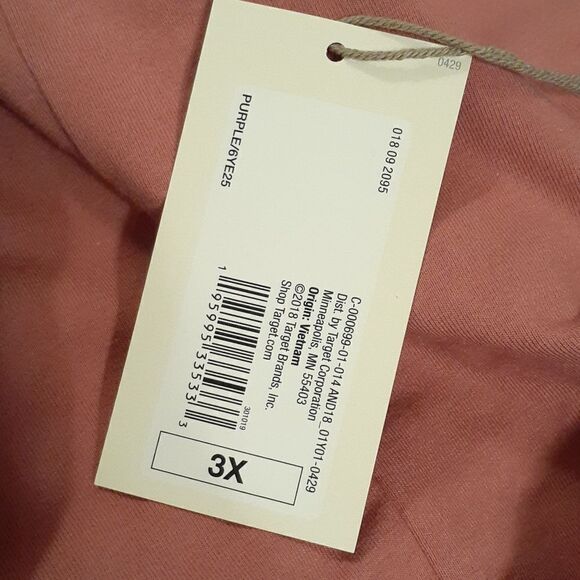 0429
018 09 2095
PURPLE/6YE25
C-000699-01-014 AND18_01Y01-0429
Dist. by Target Corporation
Minneapolis, MN 55403
Origin: Vietnam
©2018 Target Brands, Inc.
Shop Target.com
301019
1 95995 33533 3
3X